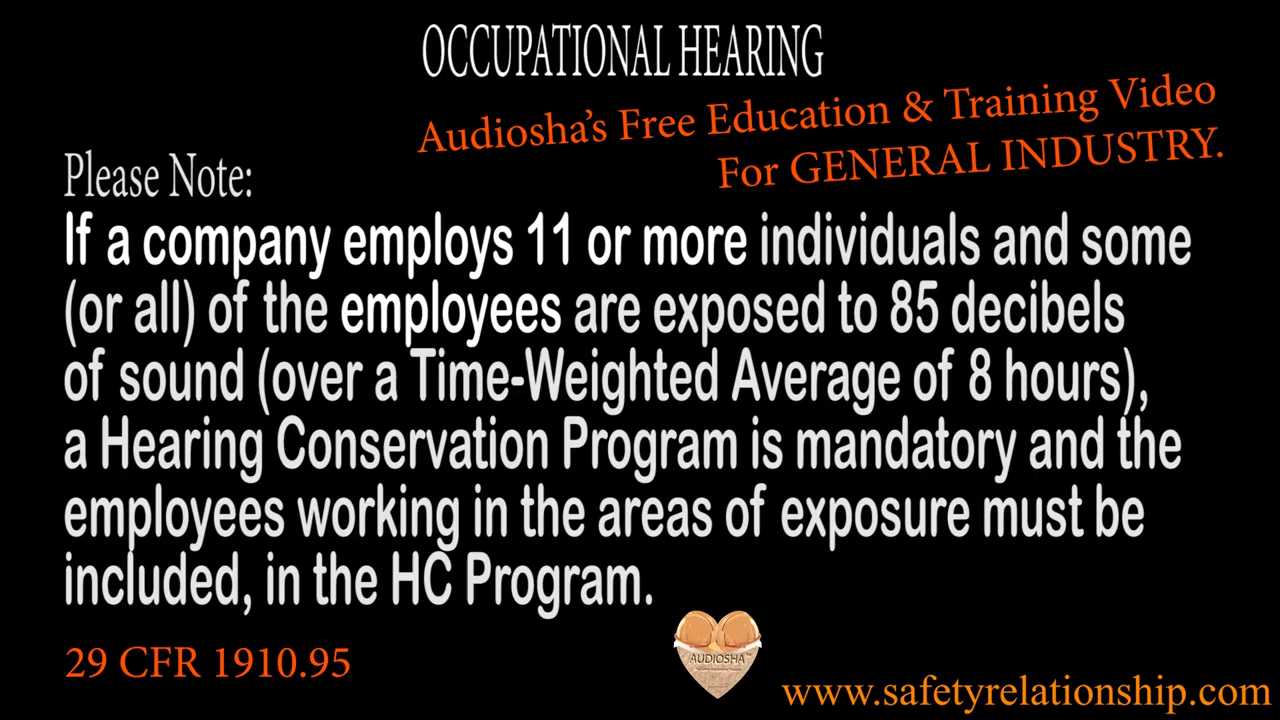 OCCUPATIONAL HEARING
Audiosha's Free Education & Training Video
For GENERAL INDUSTRY.
Please Note:
If a company employs 11 or more individuals and some
(or all) of the employees are exposed to 85 decibels
of sound (over a Time-Weighted Average of 8 hours),
a Hearing Conservation Program is mandatory and the
employees working in the areas of exposure must be
included, in the HC Program.
29 CFR 1910.95
AUDIOSHA
www.safetyrelationship.com